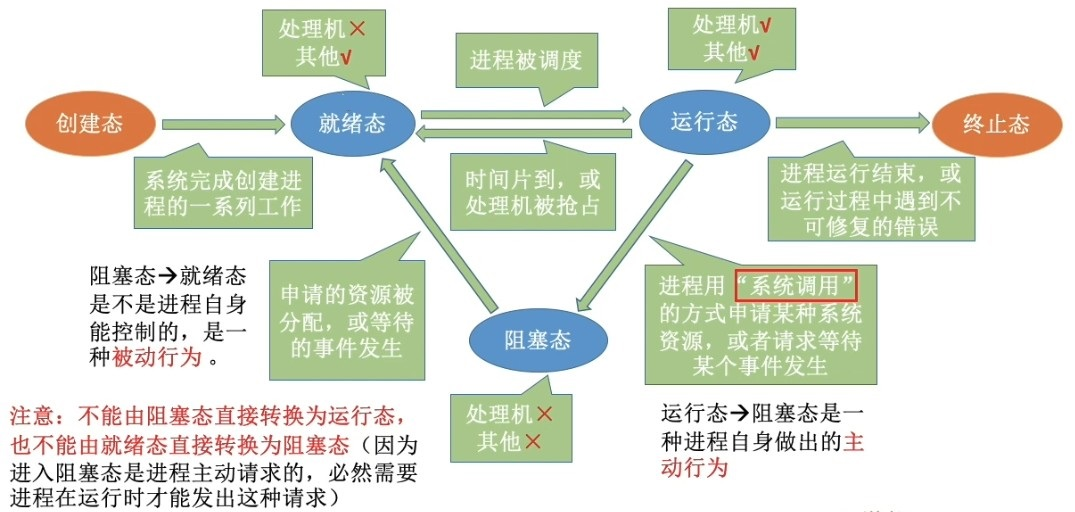 处理机×
其他√
进程被调度
处理机√
其他√
创建态
就绪态
运行态
终止态
系统完成创建进
程的一系列工作
时间片到，或
处理机被抢占
进程运行结束，或
运行过程中遇到不
可修复的错误
阻塞态→就绪态
是不是进程自身
能控制的，是一
种被动行为。
申请的资源被
分配，或等待
的事件发生
阻塞态
进程用“系统调用”
的方式申请某种系统
资源，或者请求等待
某个事件发生
处理机×
其他×
运行态→阻塞态是一
种进程自身做出的主
动行为
注意：不能由阻塞态直接转换为运行态，
也不能由就绪态直接转换为阻塞态（因为
进入阻塞态是进程主动请求的，必然需要
进程在运行时才能发出这种请求）